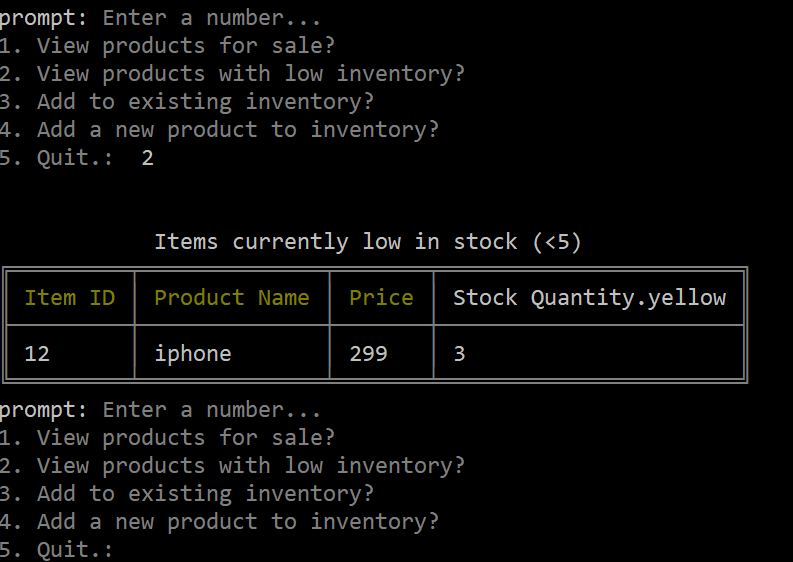 prompt: Enter a number...
1. View products for sale?
2. View products with low inventory?
3. Add to existing inventory?
4. Add a new product to inventory?
5. Quit.:  2
Items currently low in stock (<5)
Item ID Product Name Price Stock Quantity.yellow
12 iphone 299 3
prompt: Enter a number...
1. View products for sale?
2. View products with low inventory?
3. Add to existing inventory?
4. Add a new product to inventory?
5. Quit.: